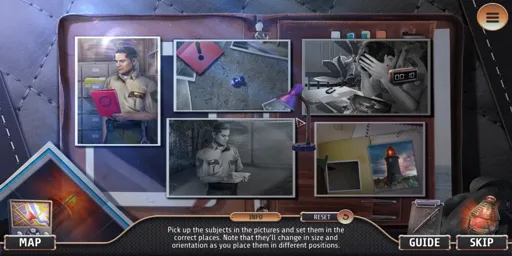 00 10
INFO
RESET
Pick up the subjects in the pictures and set them in the
correct places. Note that they'll change in size and
orientation as you place them in different positions.
MAP
GUIDE
SKIP